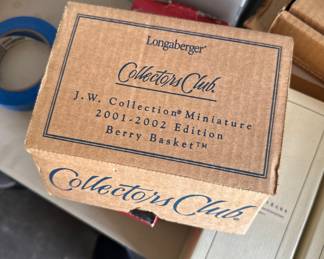 Longaberger®
Collectors Club.
J.W. Collection® Miniature
2001-2002 Edition
Berry Basket™
Collectors Club.